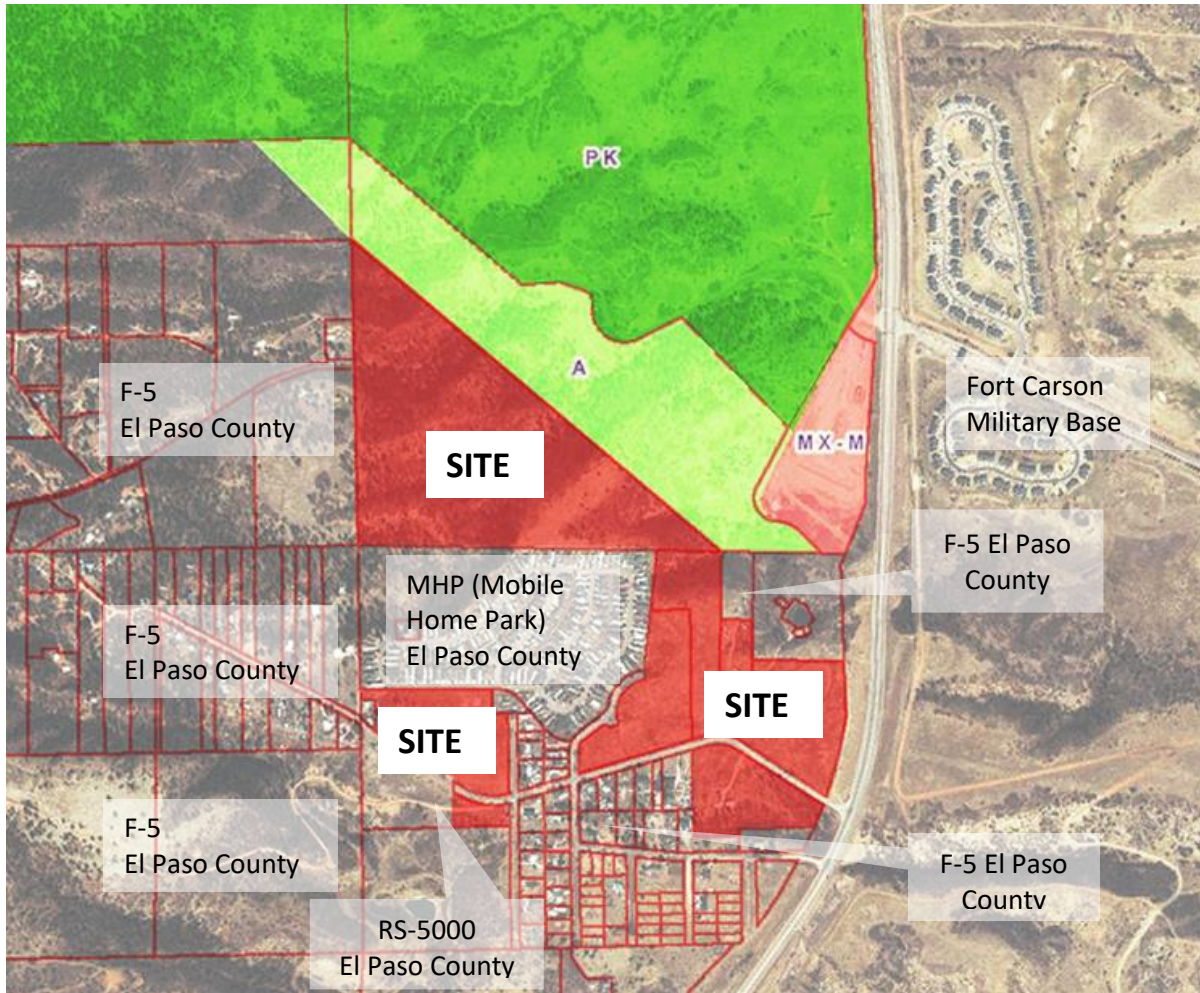 PK
A
F-5
El Paso County
SITE
MX-M
Fort Carson
Military Base
F-5 El Paso
County
MHP (Mobile
Home Park)
El Paso County
F-5
El Paso County
SITE
SITE
F-5
El Paso County
F-5 El Paso
County
RS-5000
El Paso County